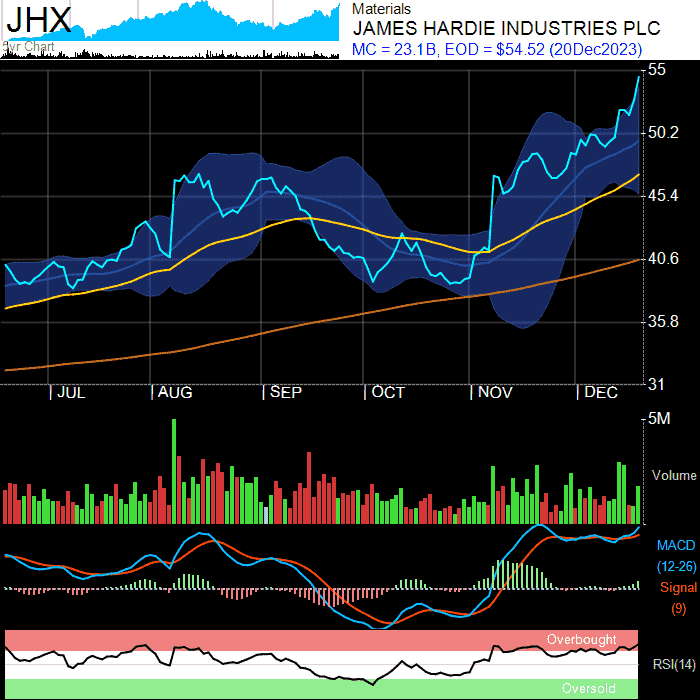 JHX
5yr Chart
Materials
JAMES HARDIE INDUSTRIES PLC
MC = 23.1B, EOD = $54.52 (20Dec2023)
55
50.2
45.4
40.6
35.8
31
JUL AUG SEP OCT NOV DEC
5M
Volume
MACD
(12-26)
Signal
(9)
Overbought
RSI(14)
Oversold